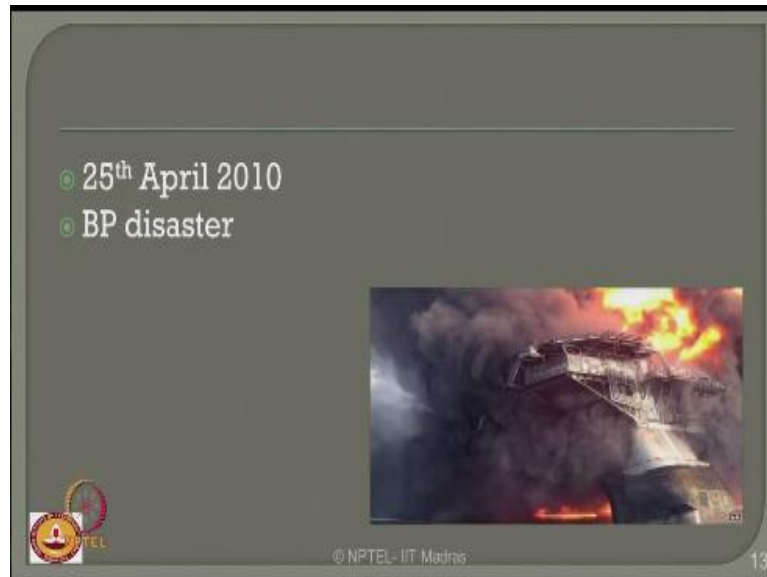 25th April 2010
BP disaster
NPTEL
© NPTEL- IIT Madras
13